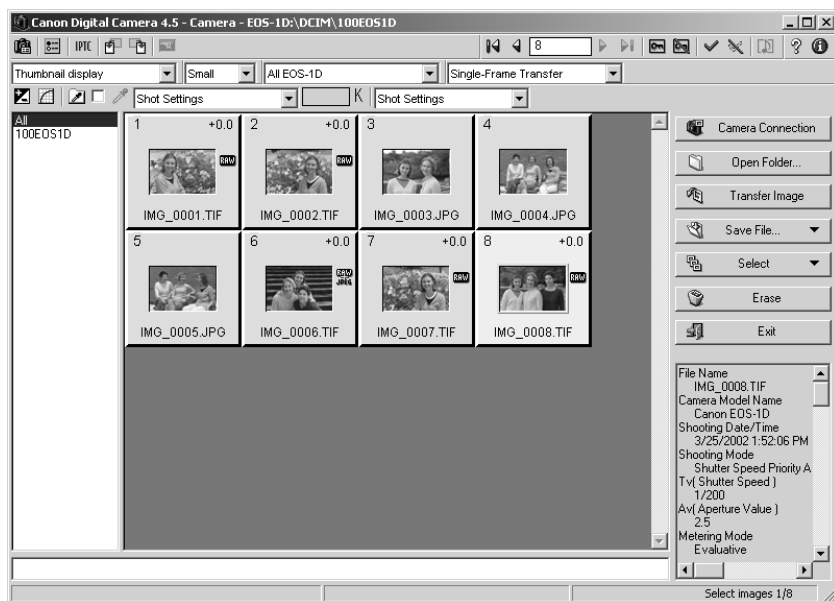 Canon Digital Camera 4.5 - Camera - EOS-1D:\DCIM\100EOS1D
IPTC 8 ?
Thumbnail display Small All EOS-1D Single-Frame Transfer
Shot Settings K Shot Settings
All
100EOS1D
1 +0.0 2 +0.0 3 4
RAW RAW
IMG_0001.TIF IMG_0002.TIF IMG_0003.JPG IMG_0004.JPG
5 6 +0.0 7 +0.0 8 +0.0
RAW RAW RAW
JPEG
IMG_0005.JPG IMG_0006.TIF IMG_0007.TIF IMG_0008.TIF
Camera Connection
Open Folder...
Transfer Image
Save File...
Select
Erase
Exit
File Name
IMG_0008.TIF
Camera Model Name
Canon EOS-1D
Shooting Date/Time
3/25/2002 1:52:06 PM
Shooting Mode
Shutter Speed Priority A
Tv( Shutter Speed )
1/200
Av( Aperture Value )
2.5
Metering Mode
Evaluative
Select images 1/8